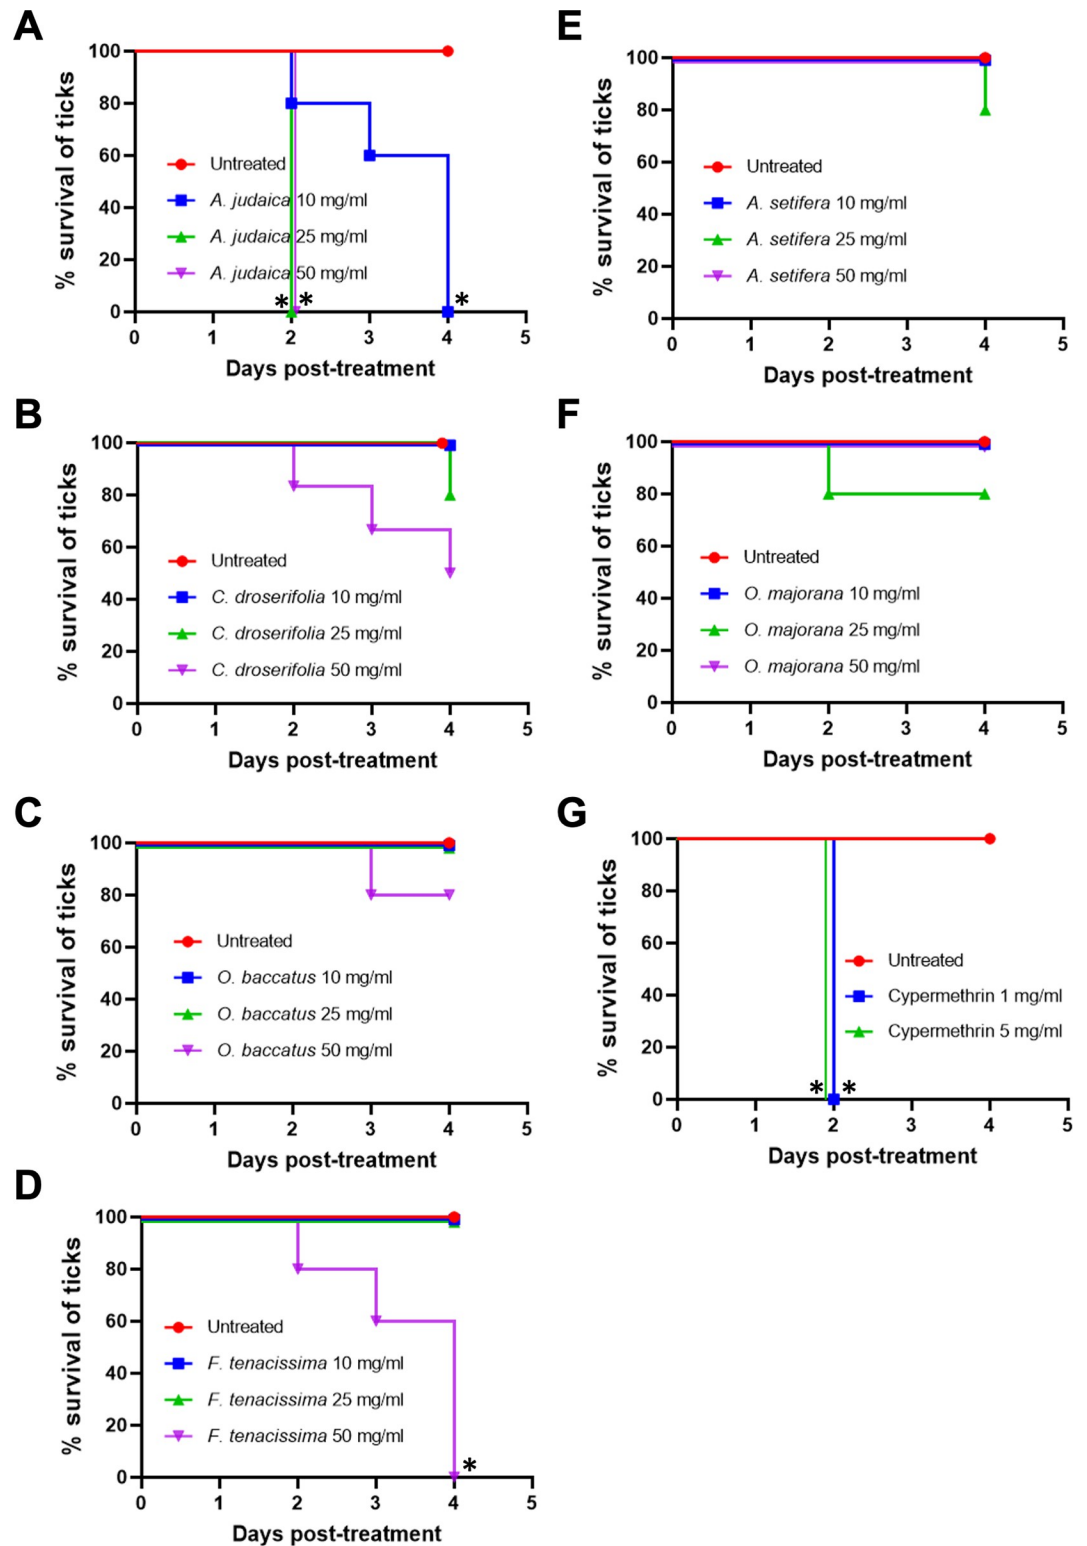 A
% survival of ticks
100
80
60
40
20
0
Untreated
A. judaica 10 mg/ml
A. judaica 25 mg/ml
A. judaica 50 mg/ml
* * *
0 1 2 3 4 5
Days post-treatment
E
% survival of ticks
100
80
60
40
20
0
Untreated
A. setifera 10 mg/ml
A. setifera 25 mg/ml
A. setifera 50 mg/ml
0 1 2 3 4 5
Days post-treatment
B
% survival of ticks
100
80
60
40
20
0
Untreated
C. droserifolia 10 mg/ml
C. droserifolia 25 mg/ml
C. droserifolia 50 mg/ml
0 1 2 3 4 5
Days post-treatment
F
% survival of ticks
100
80
60
40
20
0
Untreated
O. majorana 10 mg/ml
O. majorana 25 mg/ml
O. majorana 50 mg/ml
0 1 2 3 4 5
Days post-treatment
C
% survival of ticks
100
80
60
40
20
0
Untreated
O. baccatus 10 mg/ml
O. baccatus 25 mg/ml
O. baccatus 50 mg/ml
0 1 2 3 4 5
Days post-treatment
G
% survival of ticks
100
80
60
40
20
0
Untreated
Cypermethrin 1 mg/ml
Cypermethrin 5 mg/ml
* *
0 1 2 3 4 5
Days post-treatment
D
% survival of ticks
100
80
60
40
20
0
Untreated
F. tenacissima 10 mg/ml
F. tenacissima 25 mg/ml
F. tenacissima 50 mg/ml
*
0 1 2 3 4 5
Days post-treatment